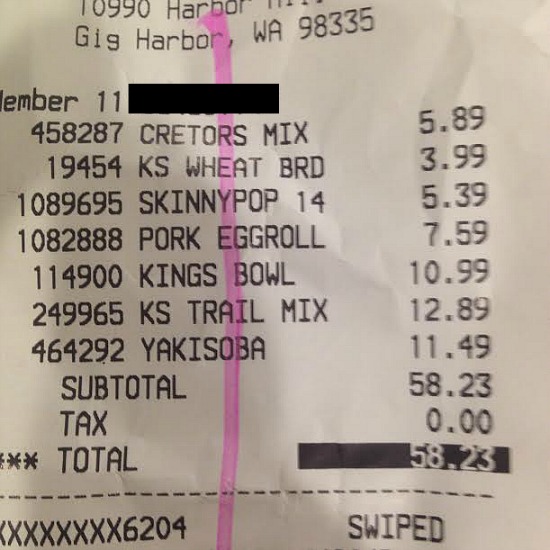 10990 Harbor
Gig Harbor, WA 98335
Member 11
458287 CRETORS MIX 5.89
19454 KS WHEAT BRD 3.99
1089695 SKINNYPOP 14 5.39
1082888 PORK EGGROLL 7.59
114900 KINGS BOWL 10.99
249965 KS TRAIL MIX 12.89
464292 YAKISOBA 11.49
SUBTOTAL 58.23
TAX 0.00
*** TOTAL 58.23
XXXXXXXX6204 SWIPED